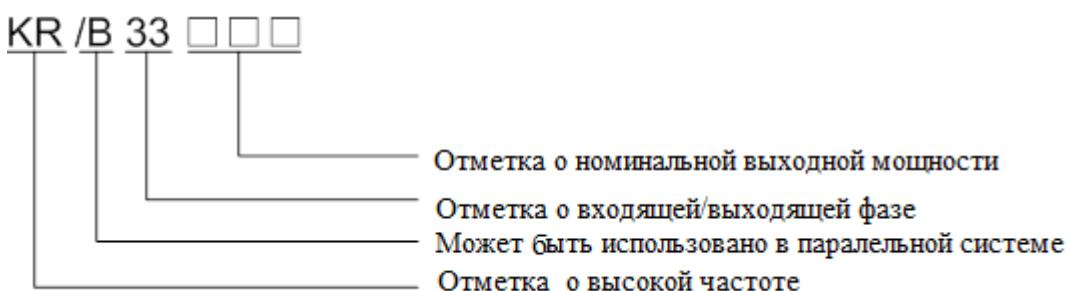 KR /B 33 □□□
Отметка о номинальной выходной мощности
Отметка о входящей/выходящей фазе
Может быть использовано в паралельной системе
Отметка о высокой частоте